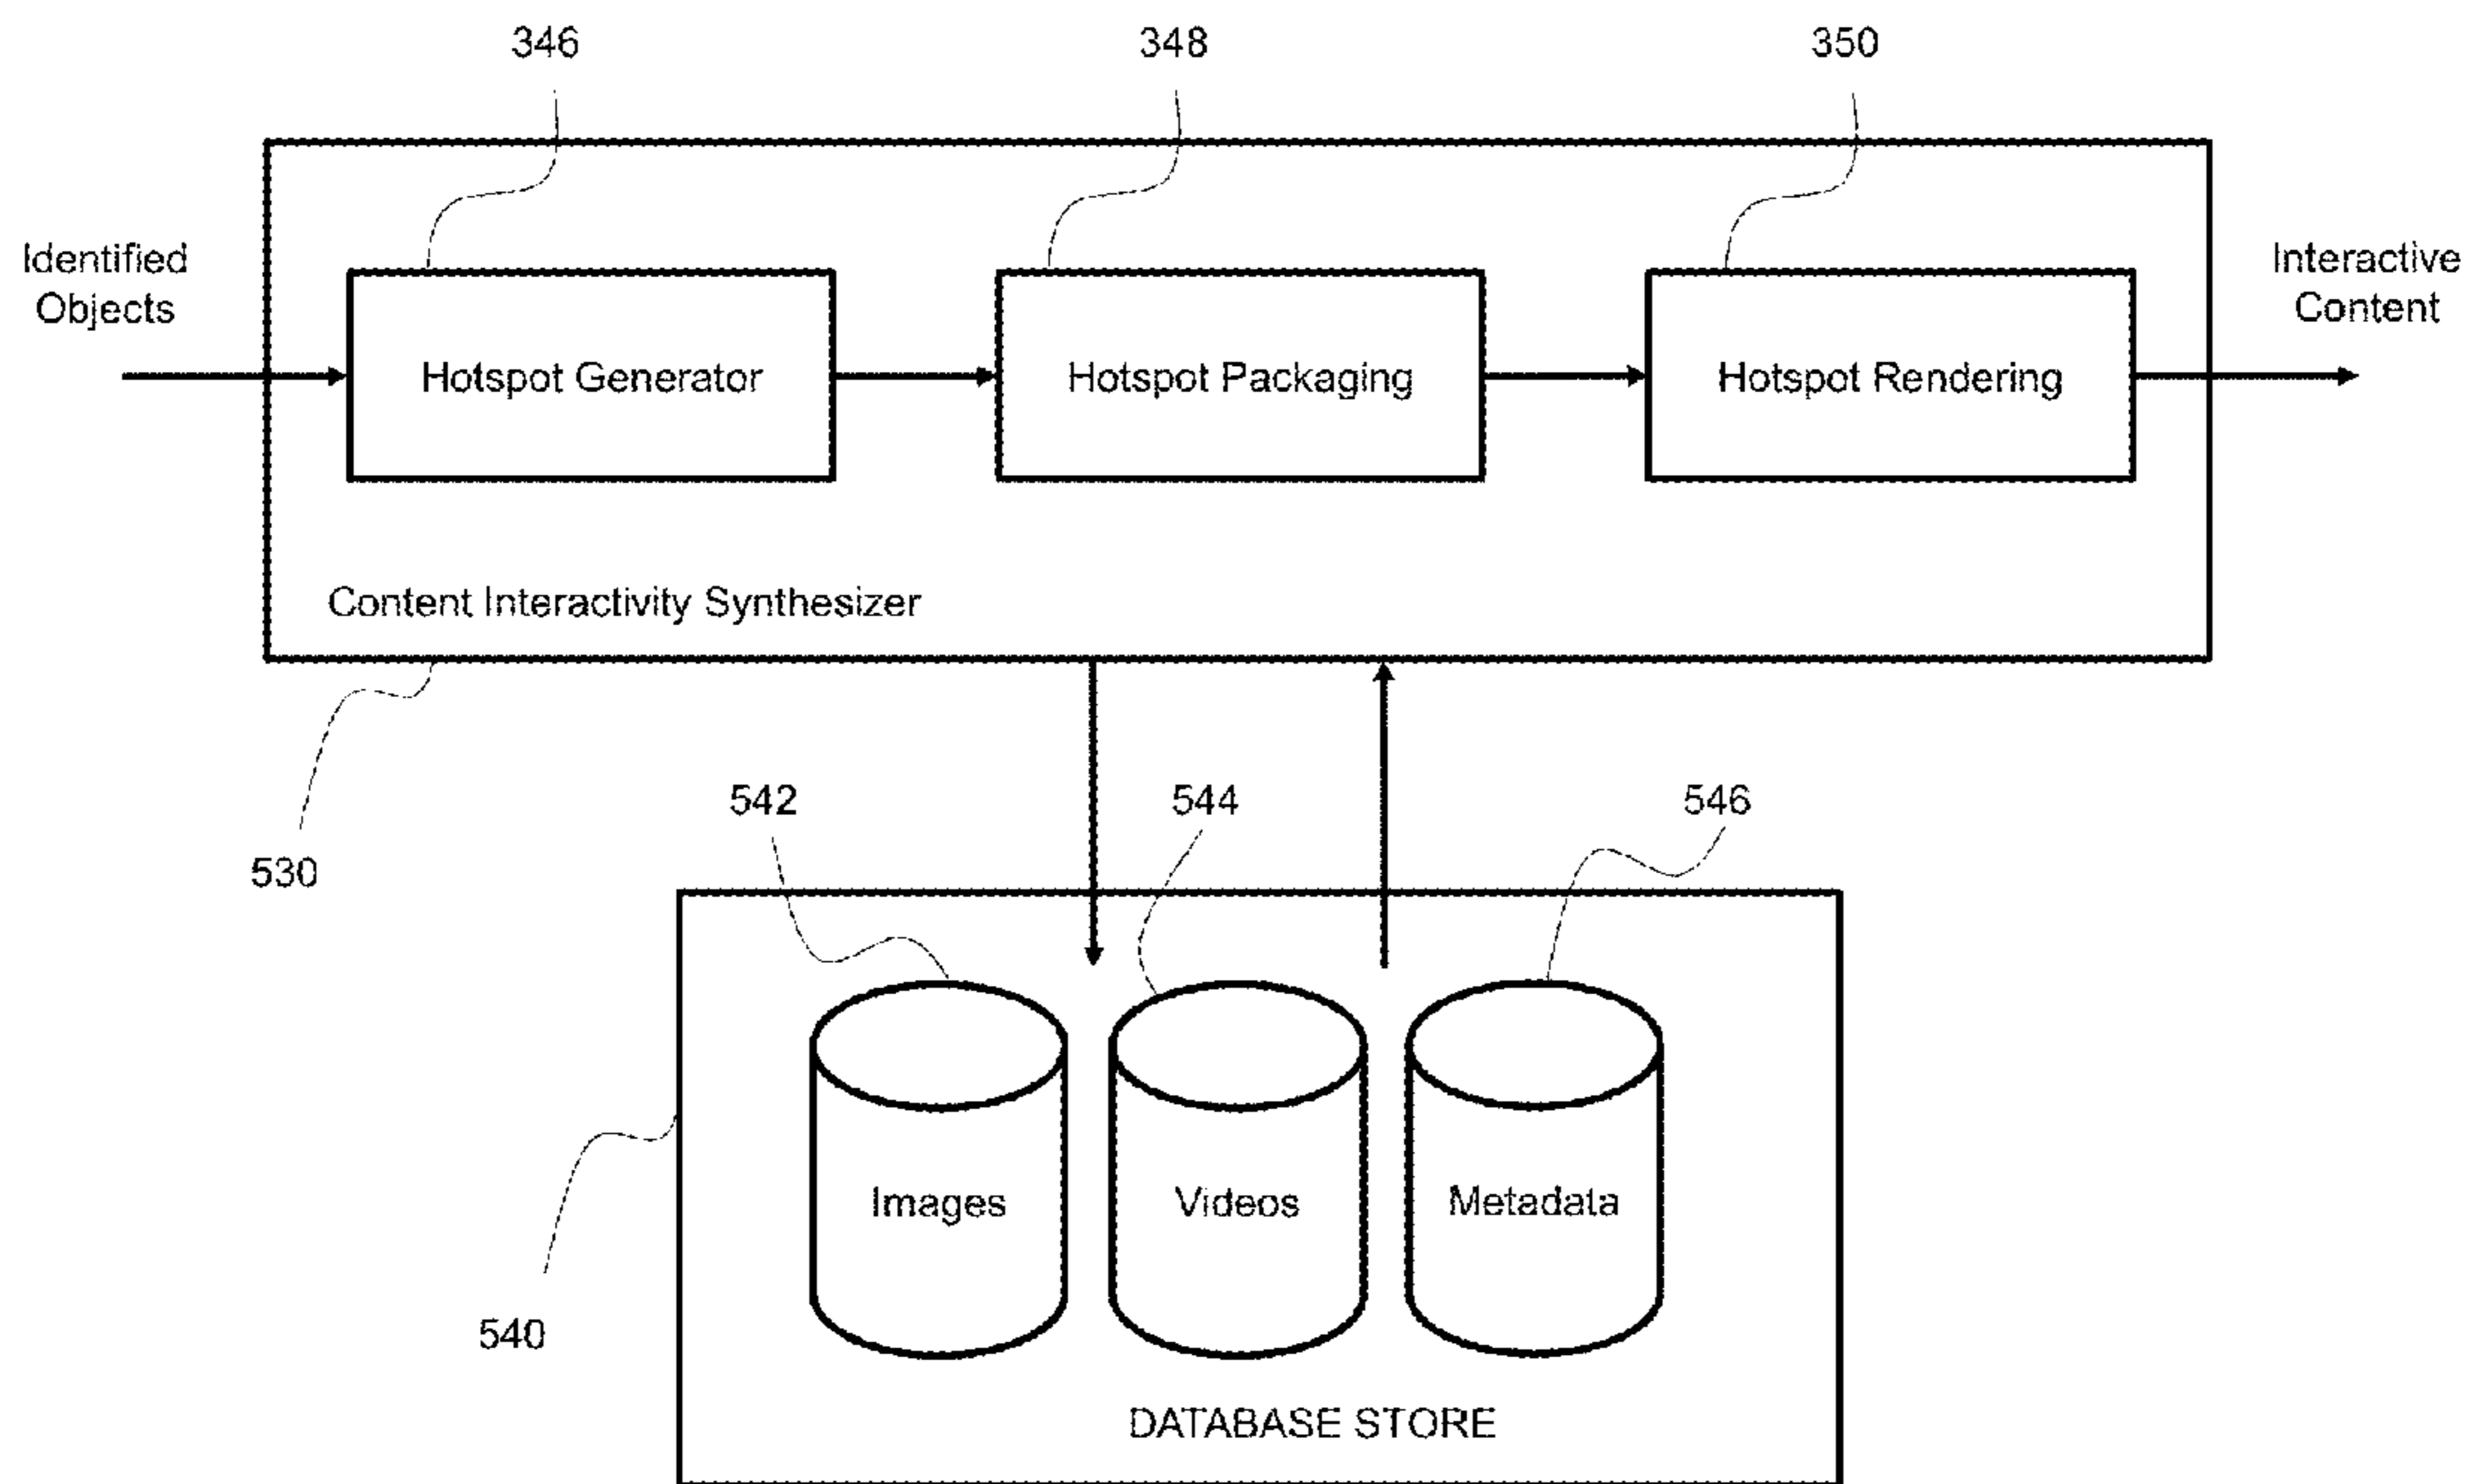 346
348
350
Identified
Objects
Interactive
Content
Hotspot Generator
Hotspot Packaging
Hotspot Rendering
Content Interactivity Synthesizer
530
542
544
546
Images
Videos
Metadata
540
DATABASE STORE